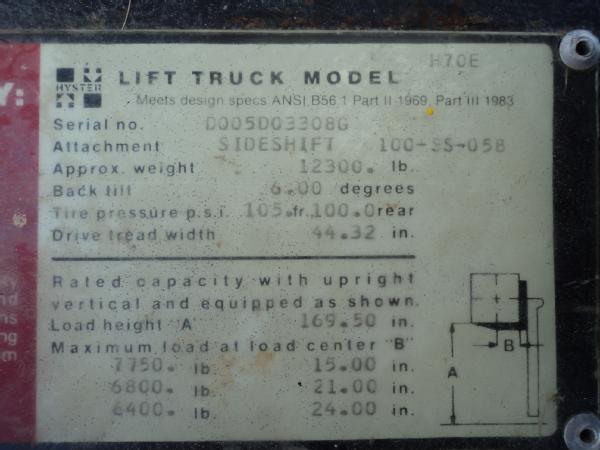 Y:
HYSTER
LIFT TRUCK MODEL H70E
Meets design specs ANSI B56.1 Part II 1969, Part III 1983
Serial no. D005D03308G
Attachment SIDESHIFT 100-SS-058
Approx. weight 12300. lb.
Back tilt 6.00 degrees
Tire pressure p.s.i. 105.fr.100.0rear
Drive tread width 44.32 in.
Rated capacity with upright
vertical and equipped as shown.
Load height "A" 169.50 in.
Maximum load at load center "B"
7750. lb 15.00 in.
6800. lb 21.00 in.
6400. lb. 24.00 in.
B
A